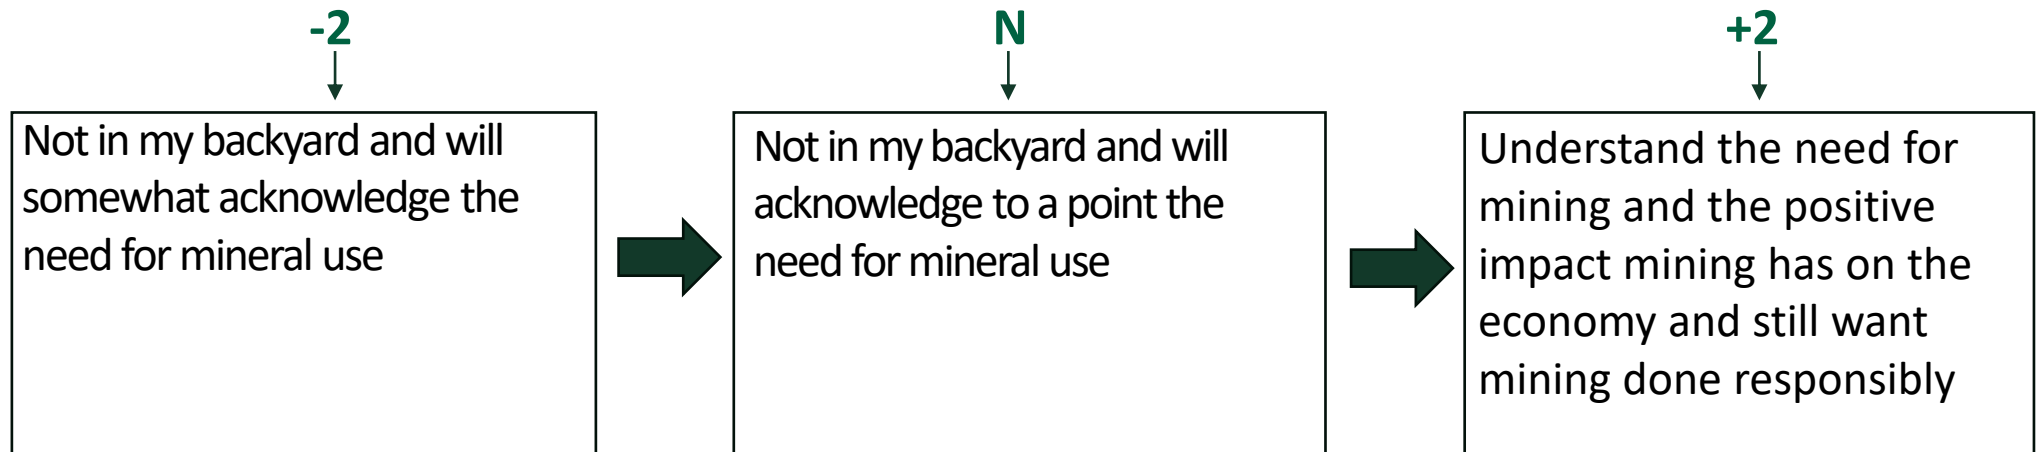 -2
N
+2
Not in my backyard and will
somewhat acknowledge the
need for mineral use
Not in my backyard and will
acknowledge to a point the
need for mineral use
Understand the need for
mining and the positive
impact mining has on the
economy and still want
mining done responsibly